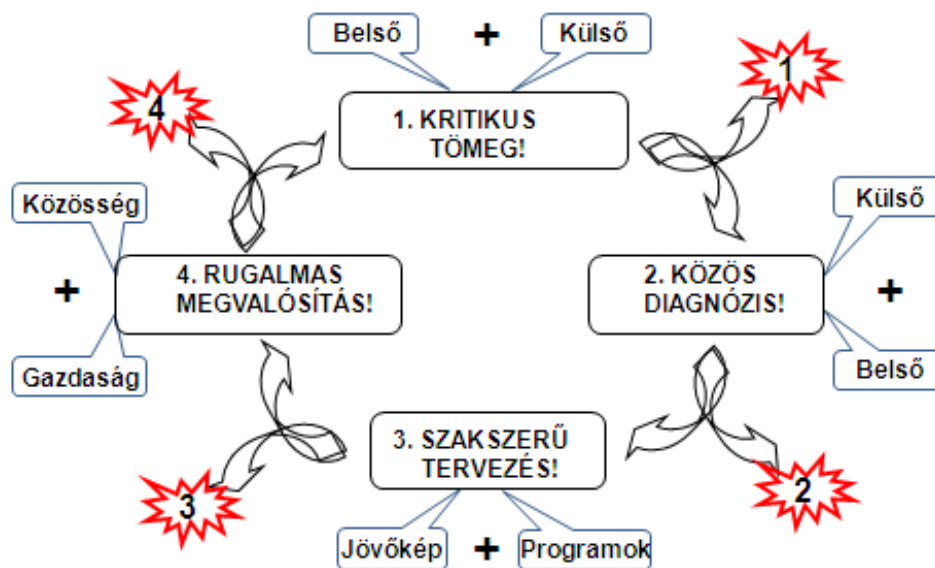 Belső + Külső
1
4
1. KRITIKUS
TÖMEG!
Közösség
Külső
+
4. RUGALMAS
MEGVALÓSÍTÁS!
2. KÖZÖS
DIAGNÓZIS!
+
Gazdaság
Belső
3. SZAKSZERŰ
TERVEZÉS!
3
2
Jövőkép + Programok